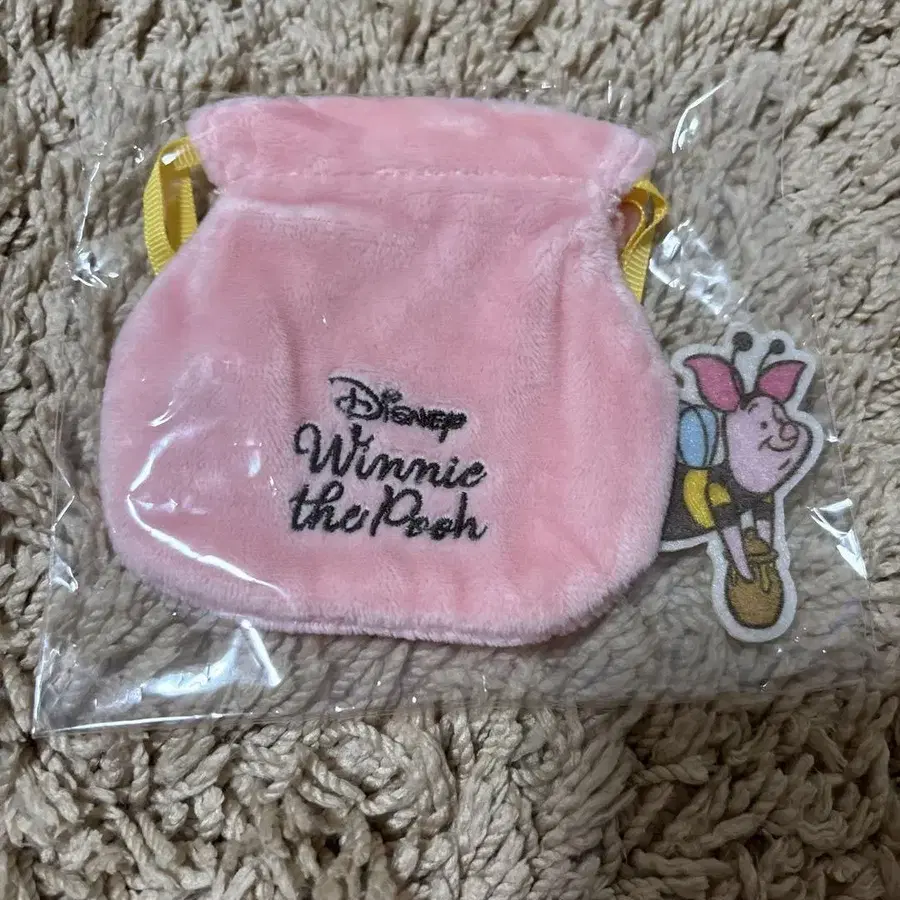 Disney
Winnie
the Pooh